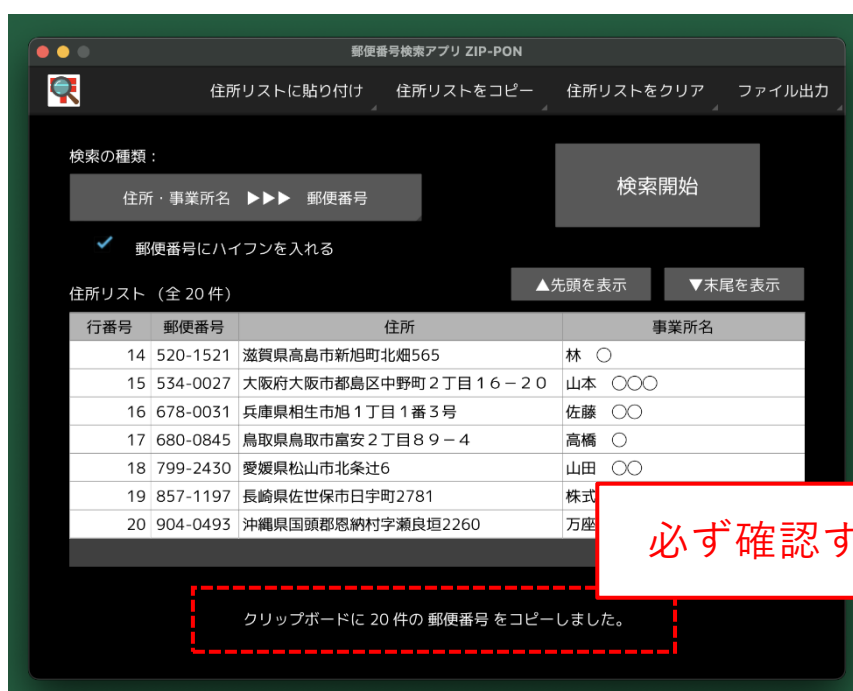 郵便番号検索アプリ ZIP-PON
住所リストに貼り付け 住所リストをコピー 住所リストをクリア ファイル出力
検索の種類：
住所・事業所名 ▶▶▶ 郵便番号
検索開始
郵便番号にハイフンを入れる
住所リスト （全 20 件）
▲先頭を表示 ▼末尾を表示
行番号 郵便番号 住所 事業所名
14 520-1521 滋賀県高島市新旭町北畑565 林 ○
15 534-0027 大阪府大阪市都島区中野町２丁目１６－２０ 山本 ○○○
16 678-0031 兵庫県相生市旭１丁目１番３号 佐藤 ○○
17 680-0845 鳥取県鳥取市富安２丁目８９－４ 高橋 ○
18 799-2430 愛媛県松山市北条辻6 山田 ○○
19 857-1197 長崎県佐世保市日宇町2781 株式
20 904-0493 沖縄県国頭郡恩納村字瀬良垣2260 万座
必ず確認す
クリップボードに 20 件の 郵便番号 をコピーしました。